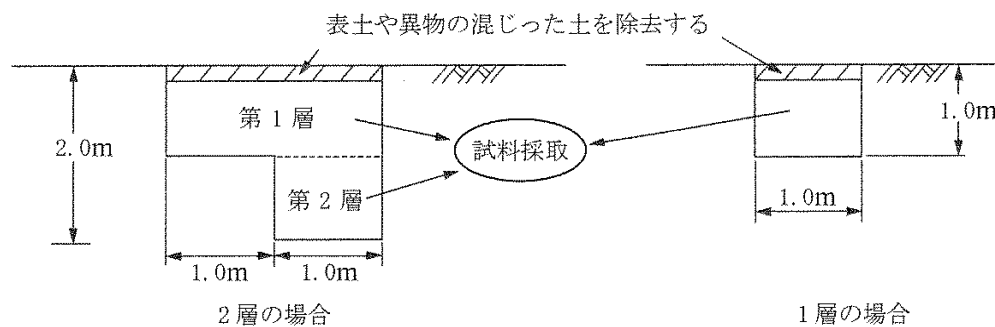 表土や異物の混じった土を除去する
第1層
2.0m
試料採取
第2層
1.0m
1.0m
2層の場合
1.0m
1.0m
1層の場合